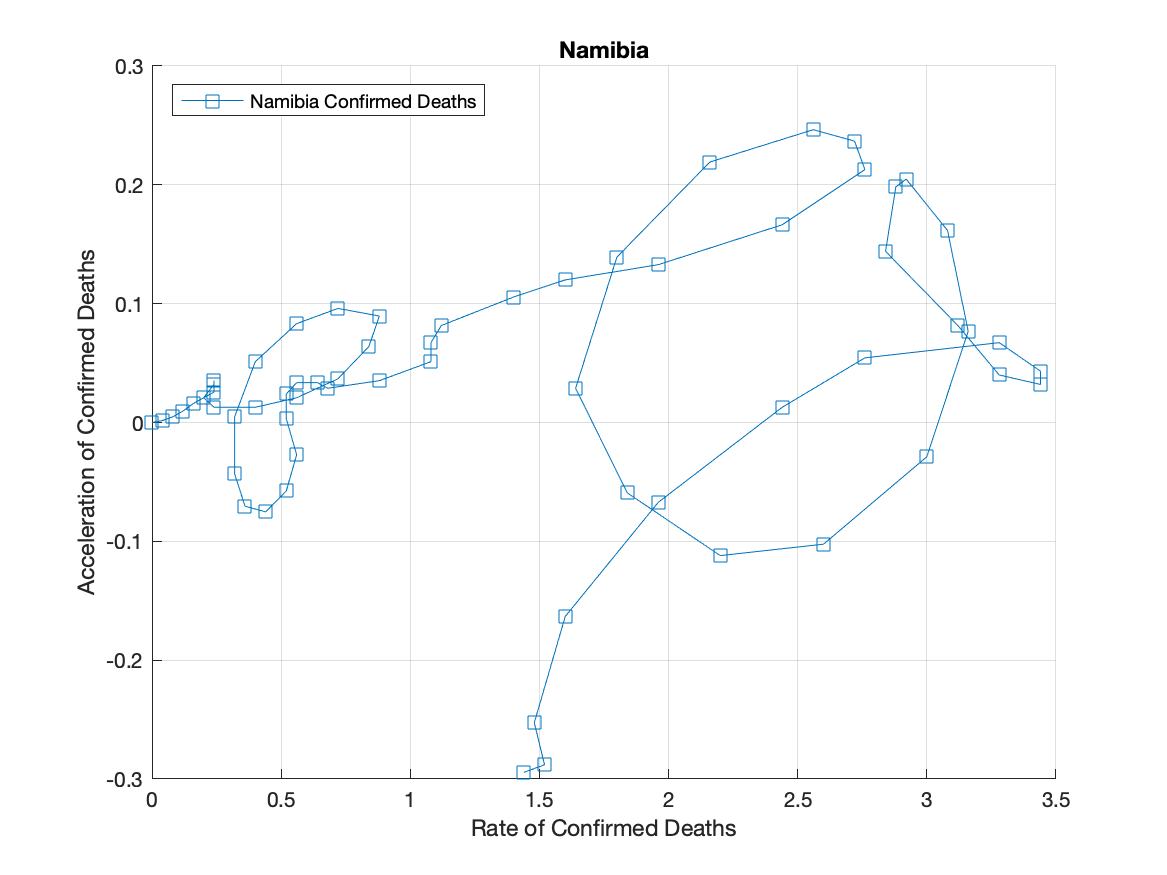 Namibia
Namibia Confirmed Deaths
0.3
0.2
0.1
0
-0.1
-0.2
-0.3
Acceleration of Confirmed Deaths
0 0.5 1 1.5 2 2.5 3 3.5
Rate of Confirmed Deaths